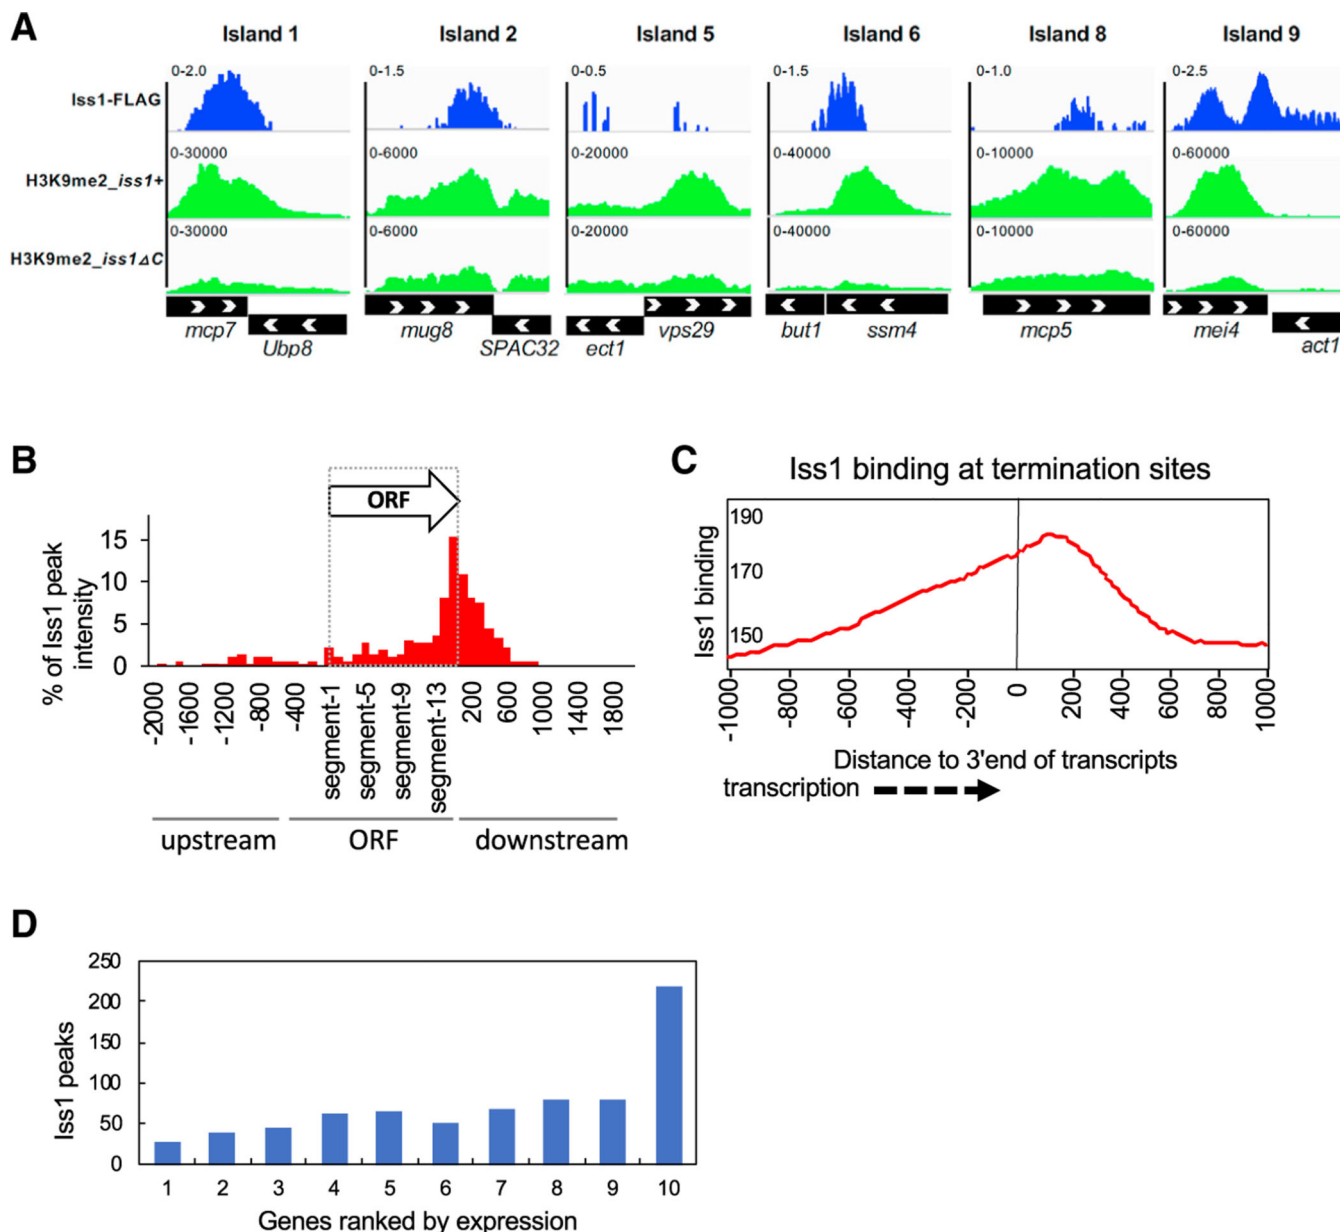 A
Island 1 Island 2 Island 5 Island 6 Island 8 Island 9
Iss1-FLAG
0-2.0 0-1.5 0-0.5 0-1.5 0-1.0 0-2.5
H3K9me2_iss1+
0-30000 0-6000 0-20000 0-40000 0-10000 0-60000
H3K9me2_iss1ΔC
0-30000 0-6000 0-20000 0-40000 0-10000 0-60000
mcp7 Ubp8 mug8 SPAC32 ect1 vps29 but1 ssm4 mcp5 mei4 act1
B
ORF
% of Iss1 peak
intensity
15
10
5
0
-2000 -1600 -1200 -800 -400 segment-1 segment-5 segment-9 segment-13 200 600 1000 1400 1800
upstream ORF downstream
C
Iss1 binding at termination sites
Iss1 binding
190
170
150
-1000 -800 -600 -400 -200 0 200 400 600 800 1000
Distance to 3'end of transcripts
transcription
D
Iss1 peaks
250
200
150
100
50
0
1 2 3 4 5 6 7 8 9 10
Genes ranked by expression